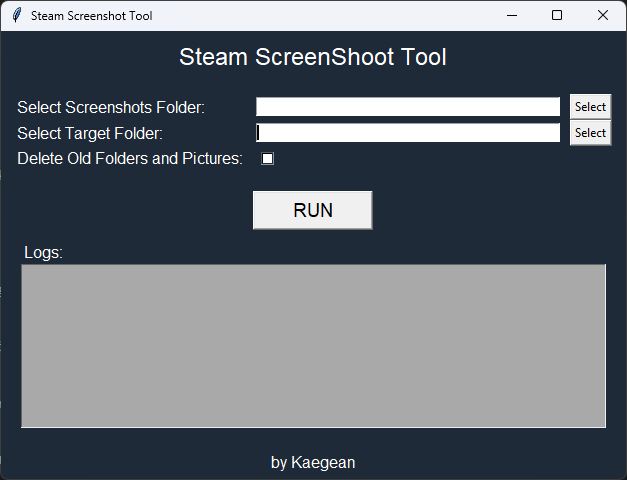 Steam Screenshot Tool
Steam ScreenShoot Tool
Select Screenshots Folder:
Select
Select Target Folder:
Select
Delete Old Folders and Pictures:
RUN
Logs:
by Kaegean